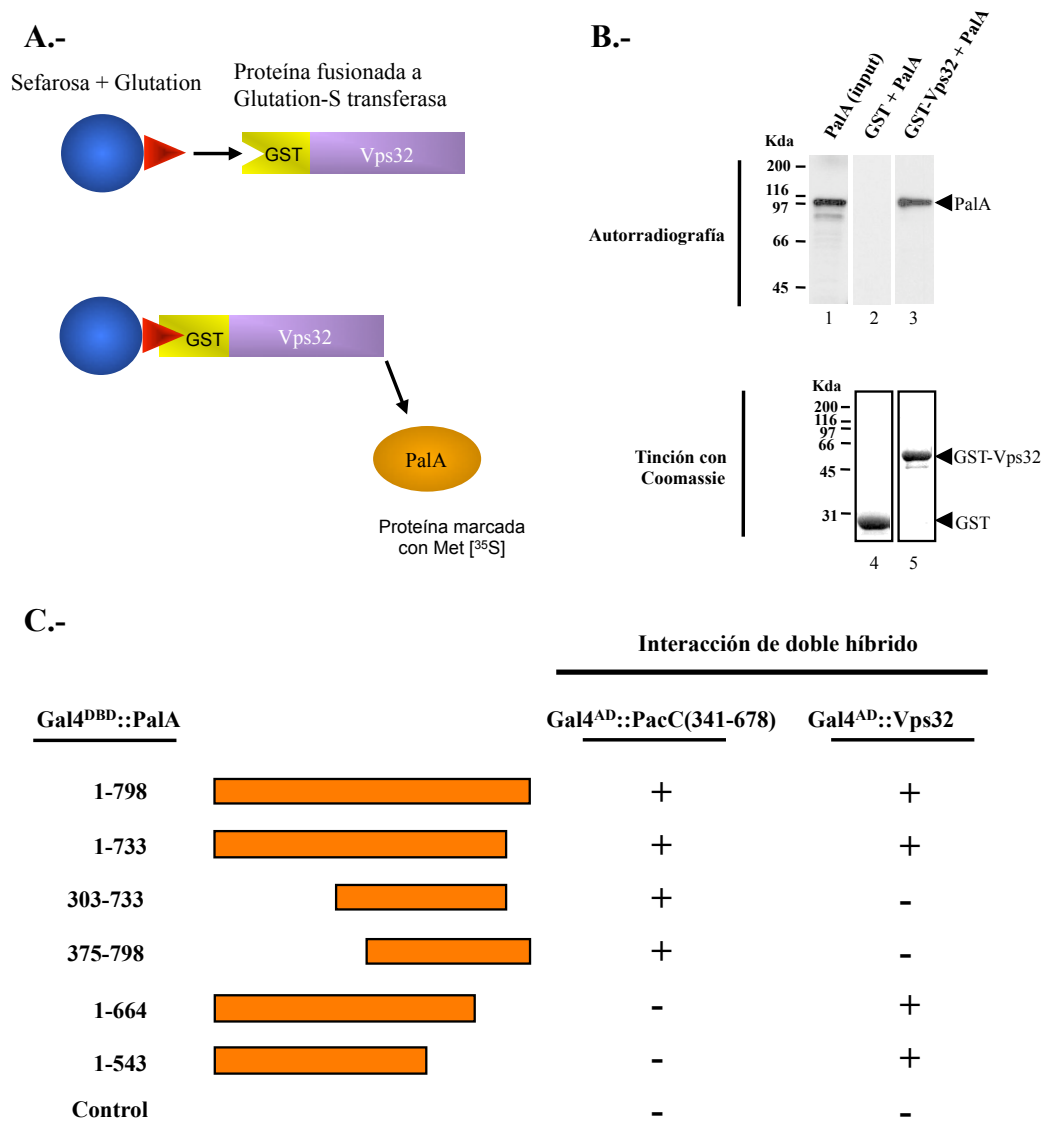 A.-
Sefarosa + Glutation
Proteína fusionada a
Glutation-S transferasa
GST
Vps32
GST
Vps32
PalA
Proteína marcada
con Met [³⁵S]
B.-
PalA (input)
GST + PalA
GST-Vps32 + PalA
Kda
200
116
97
66
45
PalA
Autorradiografía
1 2 3
Kda
200
116
97
66
45
31
Tinción con
Coomassie
GST-Vps32
GST
4 5
C.-
Interacción de doble híbrido
Gal4ᴰᴮᴰ::PalA Gal4ᴬᴰ::PacC(341-678) Gal4ᴬᴰ::Vps32
1-798 + +
1-733 + +
303-733 + -
375-798 + -
1-664 - +
1-543 - +
Control - -